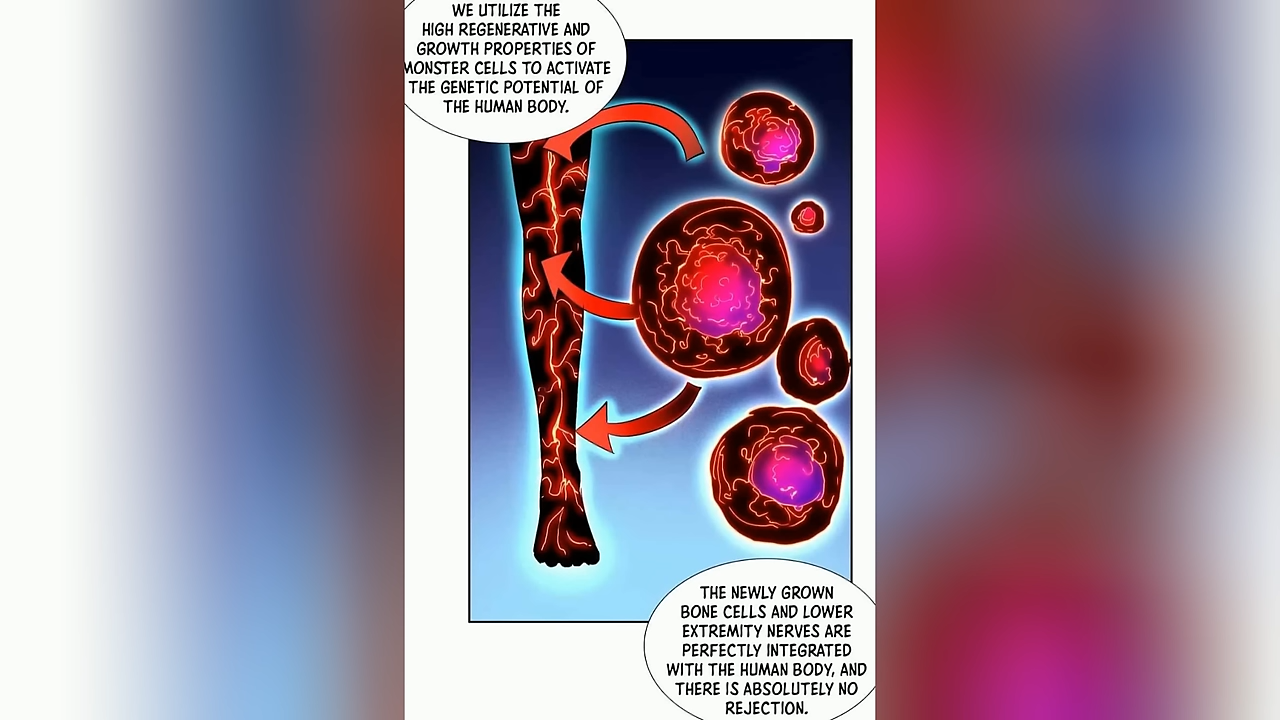 WE UTILIZE THE
HIGH REGENERATIVE AND
GROWTH PROPERTIES OF
MONSTER CELLS TO ACTIVATE
THE GENETIC POTENTIAL OF
THE HUMAN BODY.
THE NEWLY GROWN
BONE CELLS AND LOWER
EXTREMITY NERVES ARE
PERFECTLY INTEGRATED
WITH THE HUMAN BODY, AND
THERE IS ABSOLUTELY NO
REJECTION.